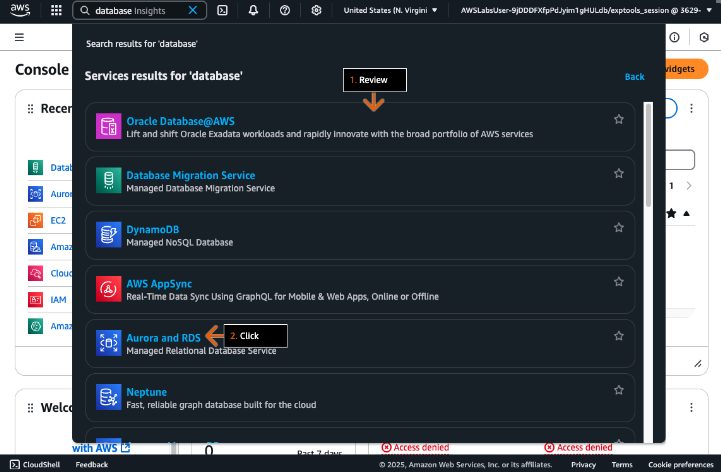 aws
database Insights
United States (N. Virgini
AWSLabsUser-9jDDDFXfpPdJyim1gHULdb/exptools_session @ 3629-
Search results for 'database'
Console
Services results for 'database'
1. Review
Back
widgets
Recen
Oracle Database@AWS
Lift and shift Oracle Exadata workloads and rapidly innovate with the broad portfolio of AWS services
Datab
Database Migration Service
Managed Database Migration Service
1
Auror
EC2
DynamoDB
Managed NoSQL Database
Amaz
Cloud
AWS AppSync
Real-Time Data Sync Using GraphQL for Mobile & Web Apps, Online or Offline
IAM
Amaz
Aurora and RDS
2. Click
Managed Relational Database Service
Neptune
Fast, reliable graph database built for the cloud
Welco
with AWS
Past 7 days
Access denied
Access denied
CloudShell
Feedback
© 2025, Amazon Web Services, Inc. or its affiliates.
Privacy
Terms
Cookie preferences